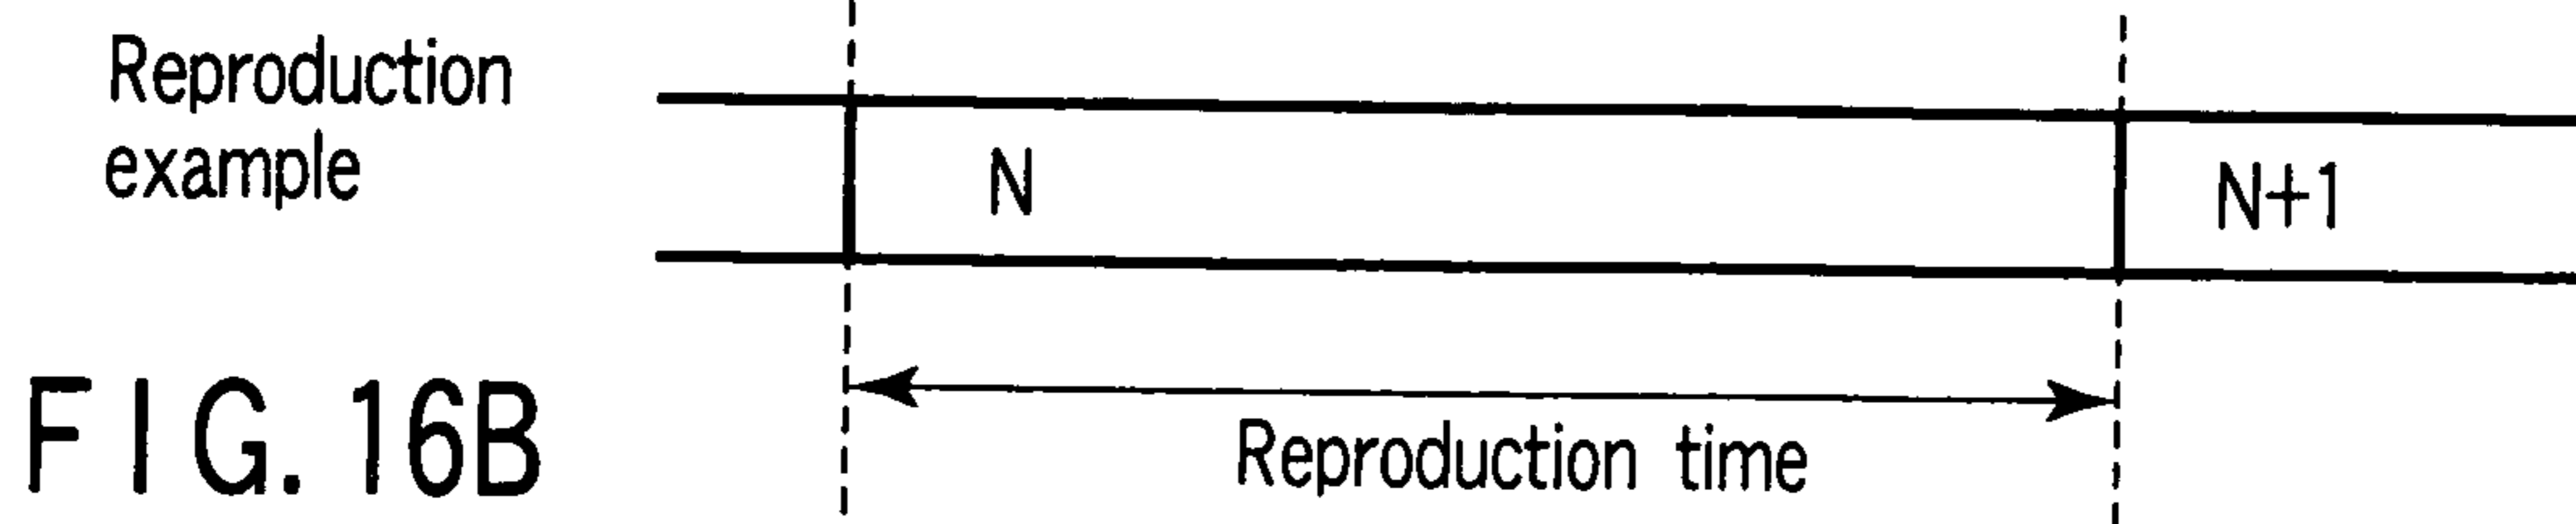 Reproduction
example
N
N+1
Reproduction time
FIG. 16B